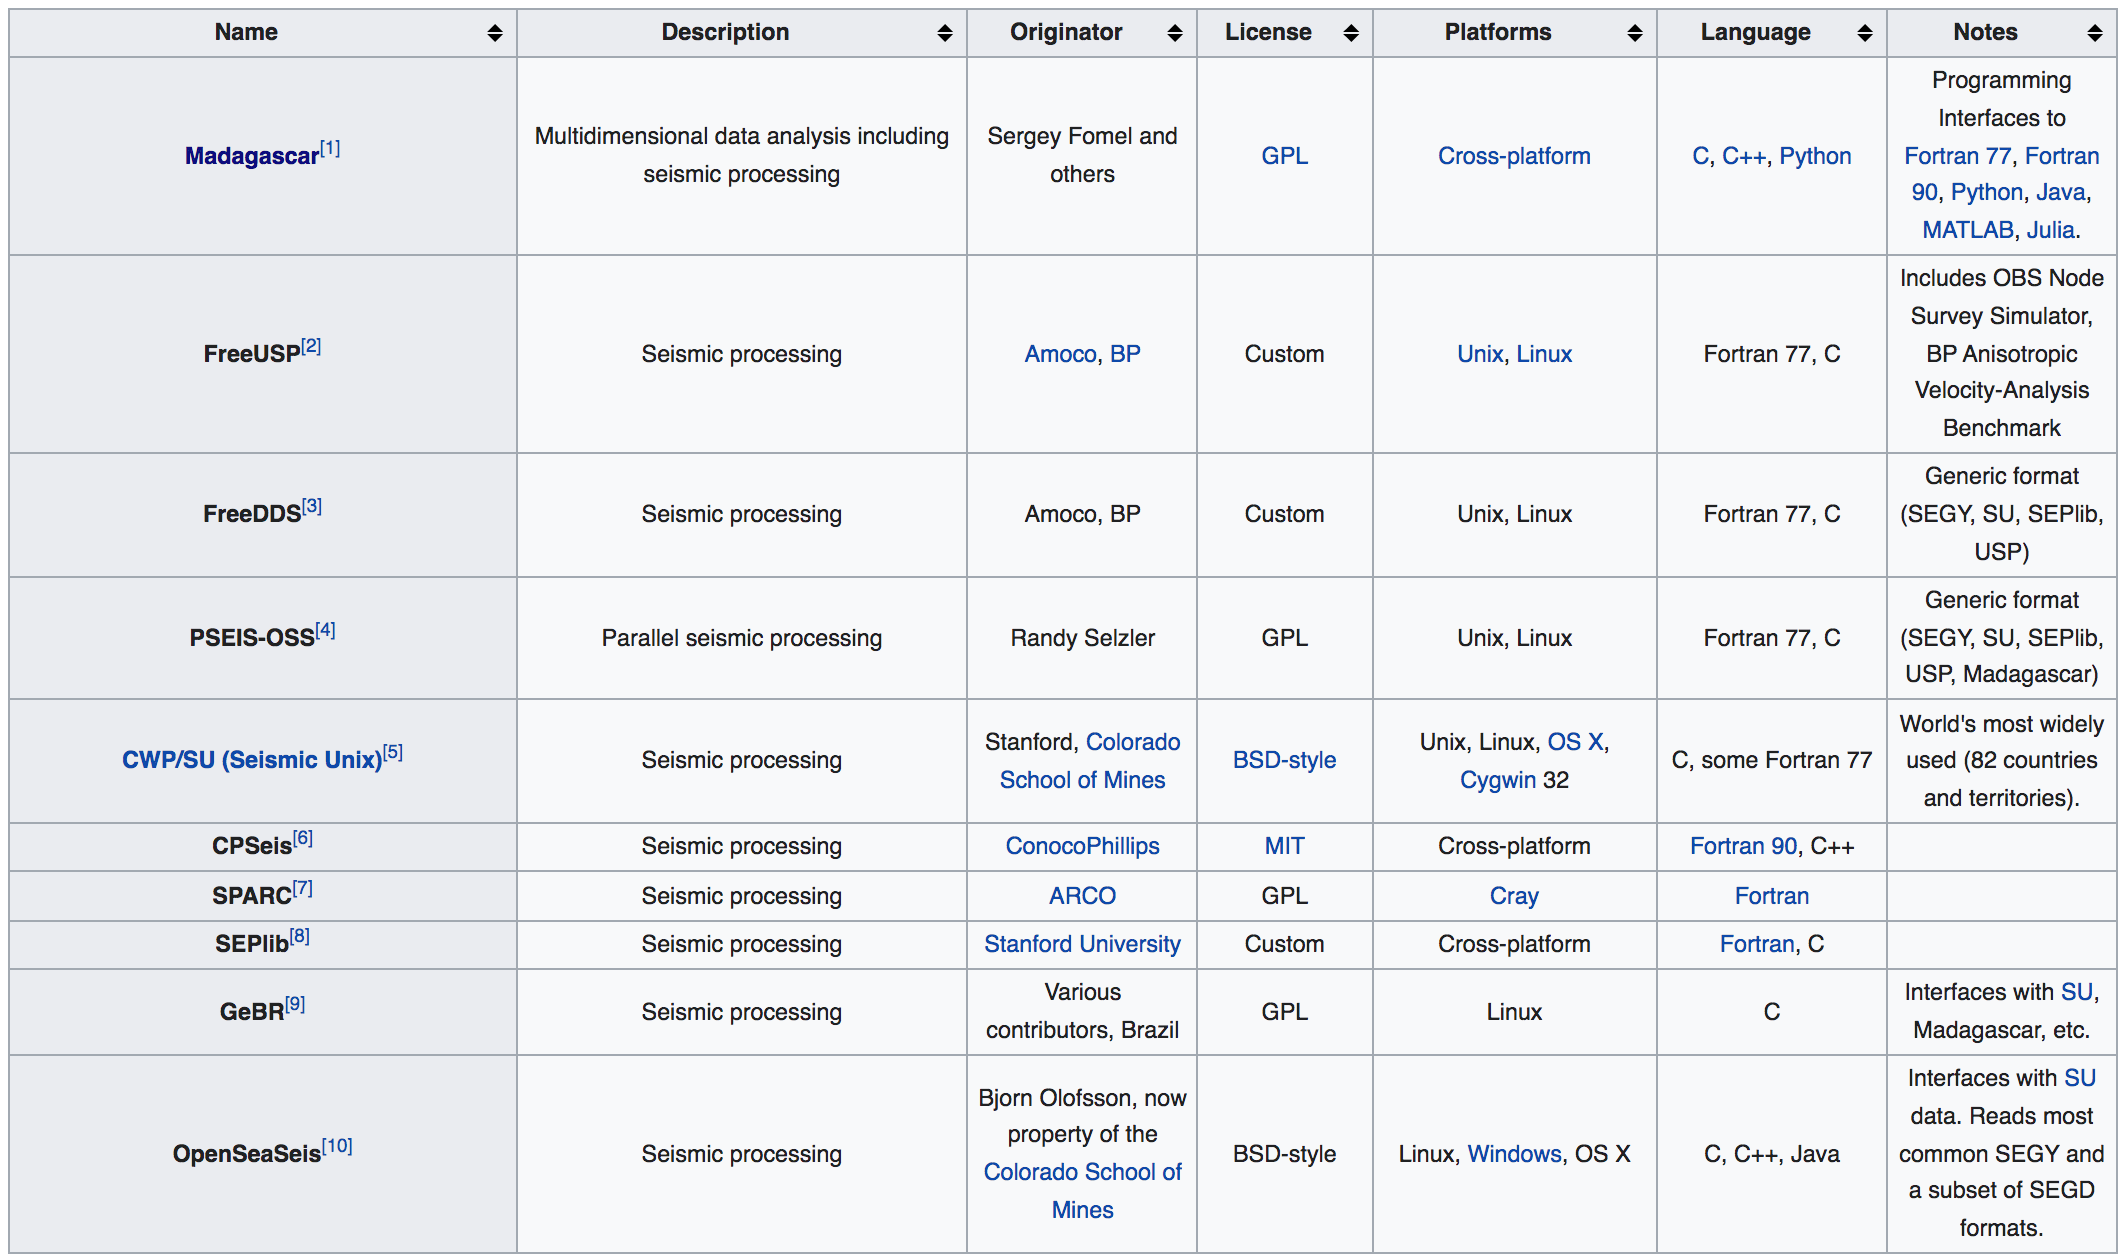 Name Description Originator License Platforms Language Notes
Madagascar[1]
Multidimensional data analysis including
seismic processing
Sergey Fomel and
others
GPL
Cross-platform
C, C++, Python
Programming
Interfaces to
Fortran 77, Fortran
90, Python, Java,
MATLAB, Julia.
FreeUSP[2]
Seismic processing
Amoco, BP
Custom
Unix, Linux
Fortran 77, C
Includes OBS Node
Survey Simulator,
BP Anisotropic
Velocity-Analysis
Benchmark
FreeDDS[3]
Seismic processing
Amoco, BP
Custom
Unix, Linux
Fortran 77, C
Generic format
(SEGY, SU, SEPlib,
USP)
PSEIS-OSS[4]
Parallel seismic processing
Randy Selzler
GPL
Unix, Linux
Fortran 77, C
Generic format
(SEGY, SU, SEPlib,
USP, Madagascar)
CWP/SU (Seismic Unix)[5]
Seismic processing
Stanford, Colorado
School of Mines
BSD-style
Unix, Linux, OS X,
Cygwin 32
C, some Fortran 77
World's most widely
used (82 countries
and territories).
CPSeis[6]
Seismic processing
ConocoPhillips
MIT
Cross-platform
Fortran 90, C++
SPARC[7]
Seismic processing
ARCO
GPL
Cray
Fortran
SEPlib[8]
Seismic processing
Stanford University
Custom
Cross-platform
Fortran, C
GeBR[9]
Seismic processing
Various
contributors, Brazil
GPL
Linux
C
Interfaces with SU,
Madagascar, etc.
OpenSeaSeis[10]
Seismic processing
Bjorn Olofsson, now
property of the
Colorado School of
Mines
BSD-style
Linux, Windows, OS X
C, C++, Java
Interfaces with SU
data. Reads most
common SEGY and
a subset of SEGD
formats.